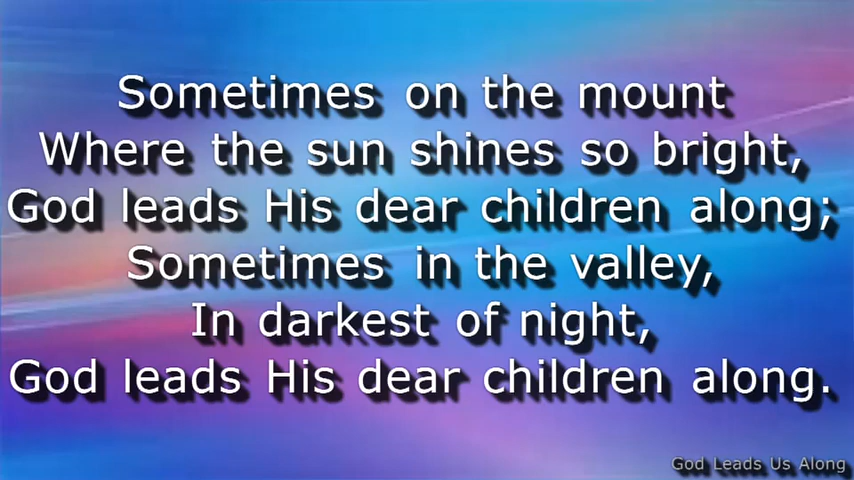 Sometimes on the mount
Where the sun shines so bright,
God leads His dear children along;
Sometimes in the valley,
In darkest of night,
God leads His dear children along.
God Leads Us Along